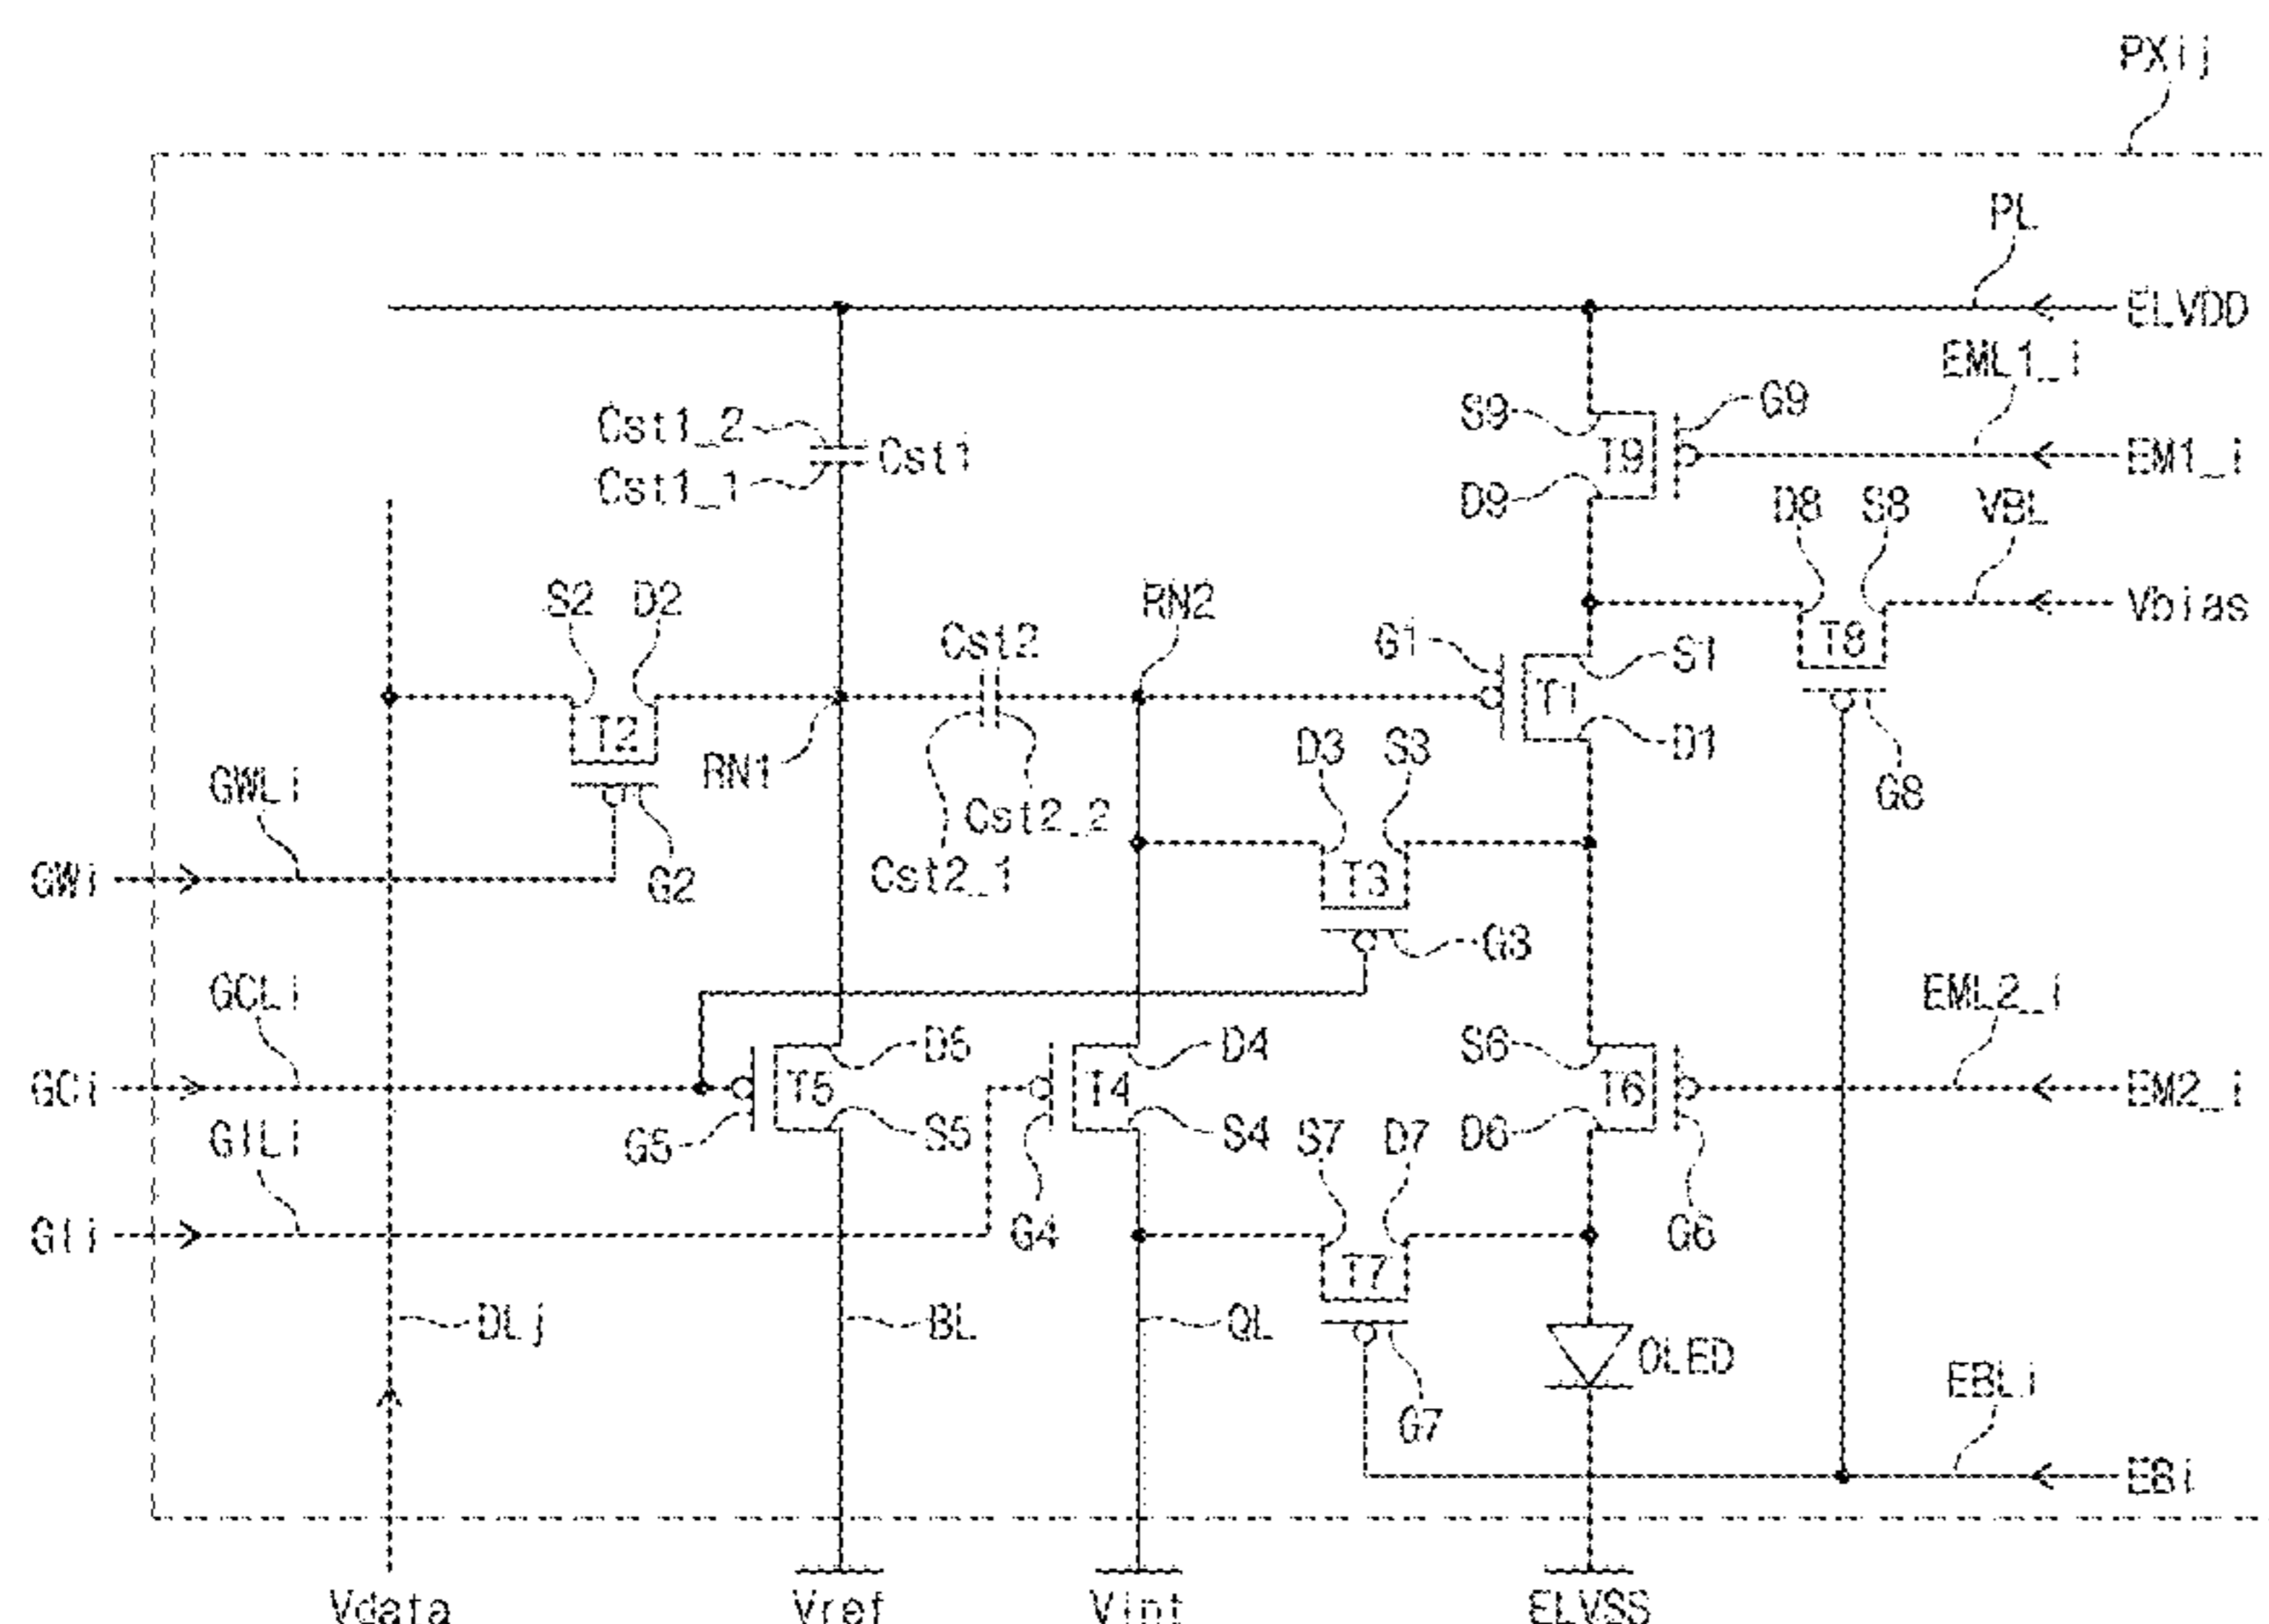 PXij
PL
ELVDD
EML1_i
Cst1_2
S9
G9
Cst1
T9
EM1_i
Cst1_1
D9
D8
S8
VBL
S2
D2
RN2
Vbias
Cst2
G1
S1
T8
T1
T2
RN1
D3
S3
D1
GWLi
Cst2_2
G8
GWi
G2
Cst2_1
T3
G3
GCLi
EML2_i
D5
D4
S6
GCi
T5
T4
T6
EM2_i
GILi
G5
S5
S4
S7
D7
D6
GIi
G4
G6
T7
DLj
BL
QL
OLED
EBLi
G7
EBi
Vdata
Vref
Vint
ELVSS